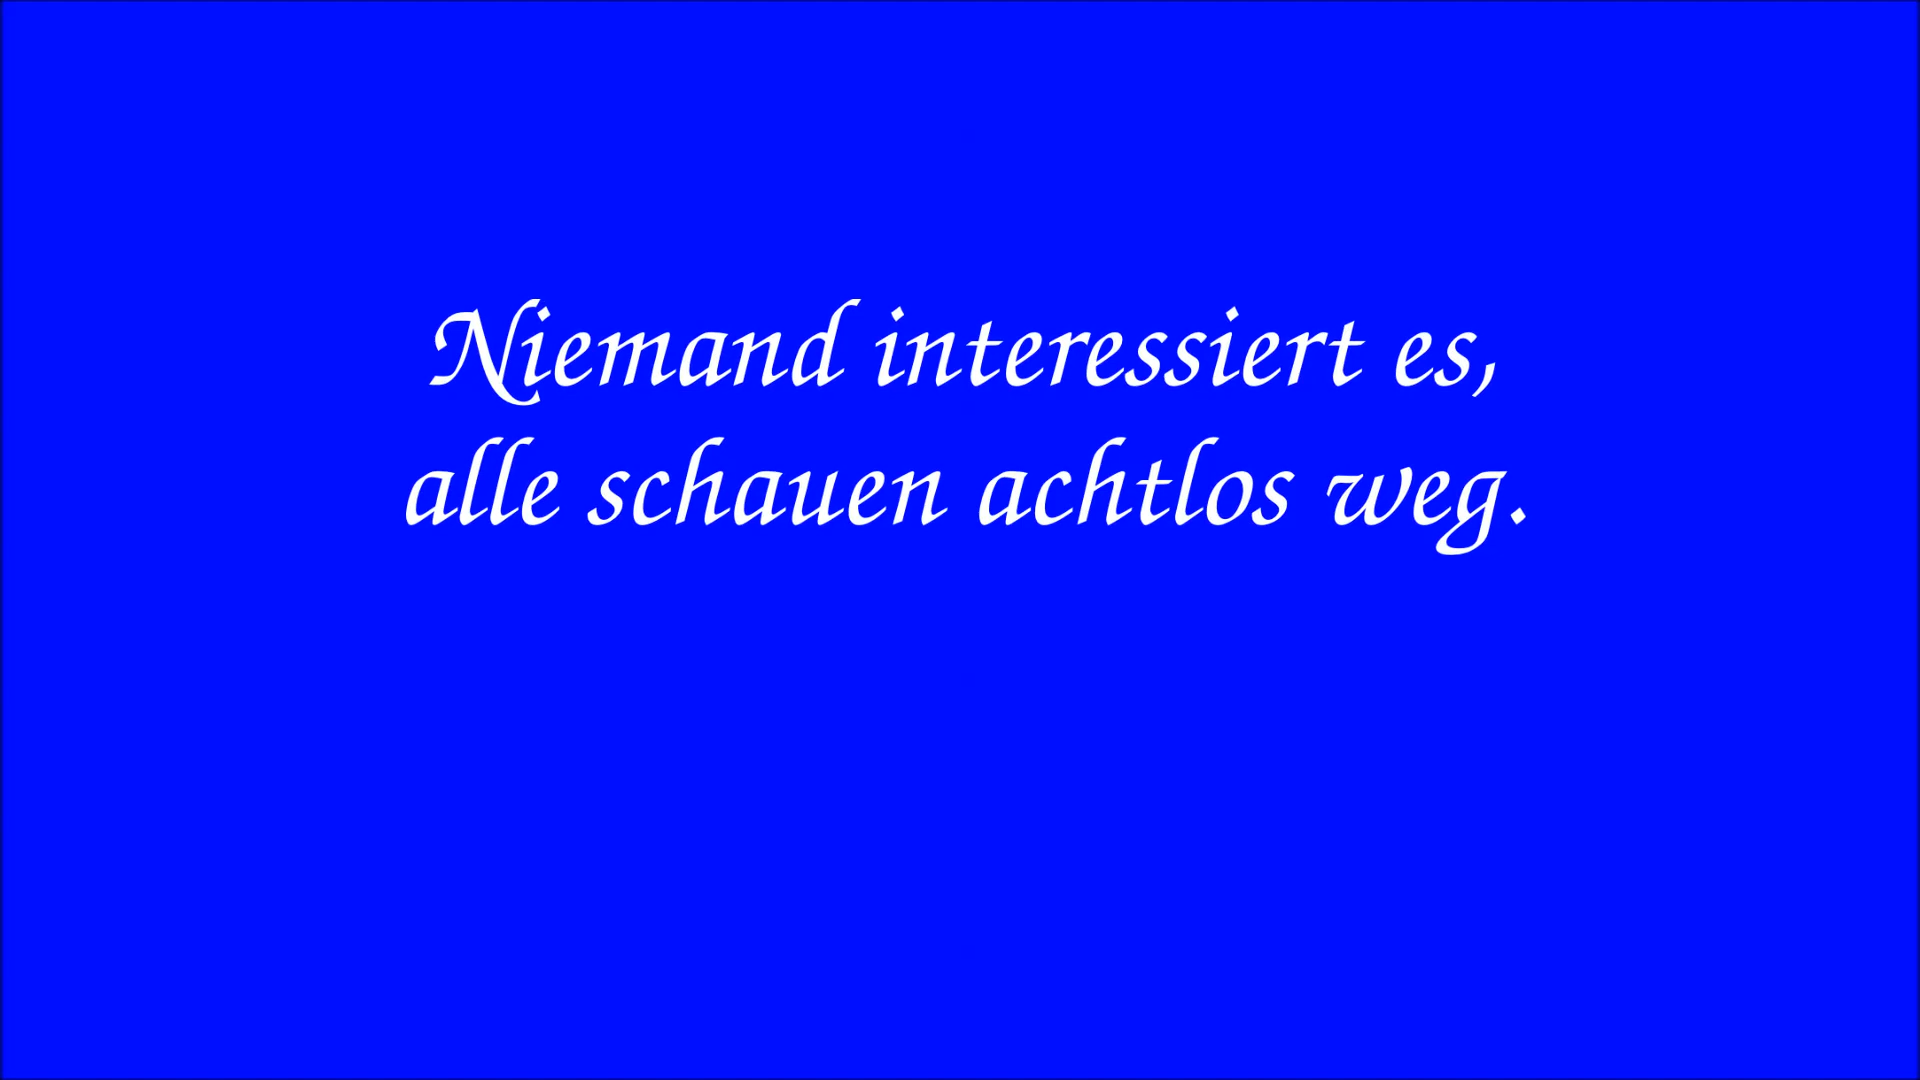 Niemand interessiert es,
alle schauen achtlos weg.